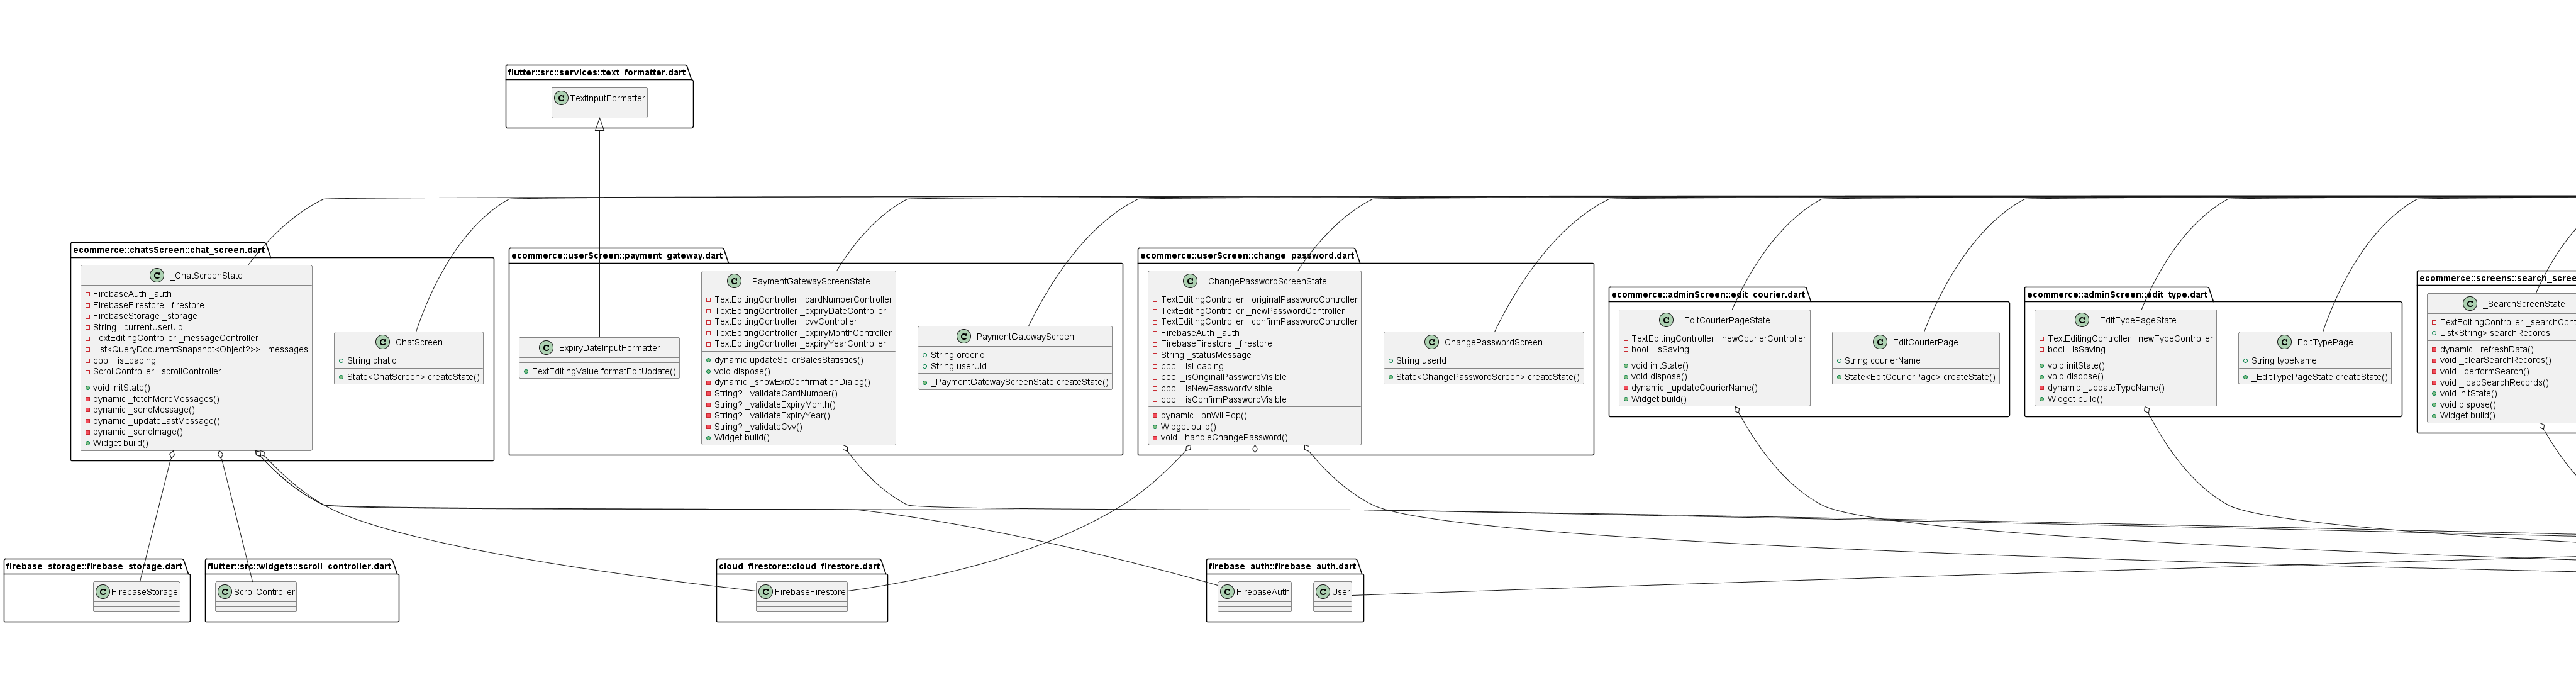 flutter::src::services::text_formatter.dart
C TextInputFormatter
ecommerce::chatsScreen::chat_screen.dart
C _ChatScreenState
FirebaseAuth _auth
FirebaseFirestore _firestore
FirebaseStorage _storage
String _currentUserUid
TextEditingController _messageController
List<QueryDocumentSnapshot<Object?>> _messages
bool _isLoading
ScrollController _scrollController
void initState()
dynamic _fetchMoreMessages()
dynamic _sendMessage()
dynamic _updateLastMessage()
dynamic _sendImage()
Widget build()
C ChatScreen
String chatId
State<ChatScreen> createState()
ecommerce::userScreen::payment_gateway.dart
C ExpiryDateInputFormatter
TextEditingValue formatEditUpdate()
C _PaymentGatewayScreenState
TextEditingController _cardNumberController
TextEditingController _expiryDateController
TextEditingController _cvvController
TextEditingController _expiryMonthController
TextEditingController _expiryYearController
dynamic updateSellerSalesStatistics()
void dispose()
dynamic _showExitConfirmationDialog()
String? _validateCardNumber()
String? _validateExpiryMonth()
String? _validateExpiryYear()
String? _validateCvv()
Widget build()
C PaymentGatewayScreen
String orderId
String userUid
_PaymentGatewayScreenState createState()
ecommerce::userScreen::change_password.dart
C _ChangePasswordScreenState
TextEditingController _originalPasswordController
TextEditingController _newPasswordController
TextEditingController _confirmPasswordController
FirebaseAuth _auth
FirebaseFirestore _firestore
String _statusMessage
bool _isLoading
bool _isOriginalPasswordVisible
bool _isNewPasswordVisible
bool _isConfirmPasswordVisible
dynamic _onWillPop()
Widget build()
void _handleChangePassword()
C ChangePasswordScreen
String userId
State<ChangePasswordScreen> createState()
ecommerce::adminScreen::edit_courier.dart
C _EditCourierPageState
TextEditingController _newCourierController
bool _isSaving
void initState()
void dispose()
dynamic _updateCourierName()
Widget build()
C EditCourierPage
String courierName
State<EditCourierPage> createState()
ecommerce::adminScreen::edit_type.dart
C _EditTypePageState
TextEditingController _newTypeController
bool _isSaving
void initState()
void dispose()
dynamic _updateTypeName()
Widget build()
C EditTypePage
String typeName
_EditTypePageState createState()
ecommerce::screens::search_scree
C _SearchScreenState
TextEditingController _searchCont
List<String> searchRecords
dynamic _refreshData()
void _clearSearchRecords()
void _performSearch()
void _loadSearchRecords()
void initState()
void dispose()
Widget build()
firebase_storage::firebase_storage.dart
C FirebaseStorage
flutter::src::widgets::scroll_controller.dart
C ScrollController
cloud_firestore::cloud_firestore.dart
C FirebaseFirestore
firebase_auth::firebase_auth.dart
C FirebaseAuth
C User